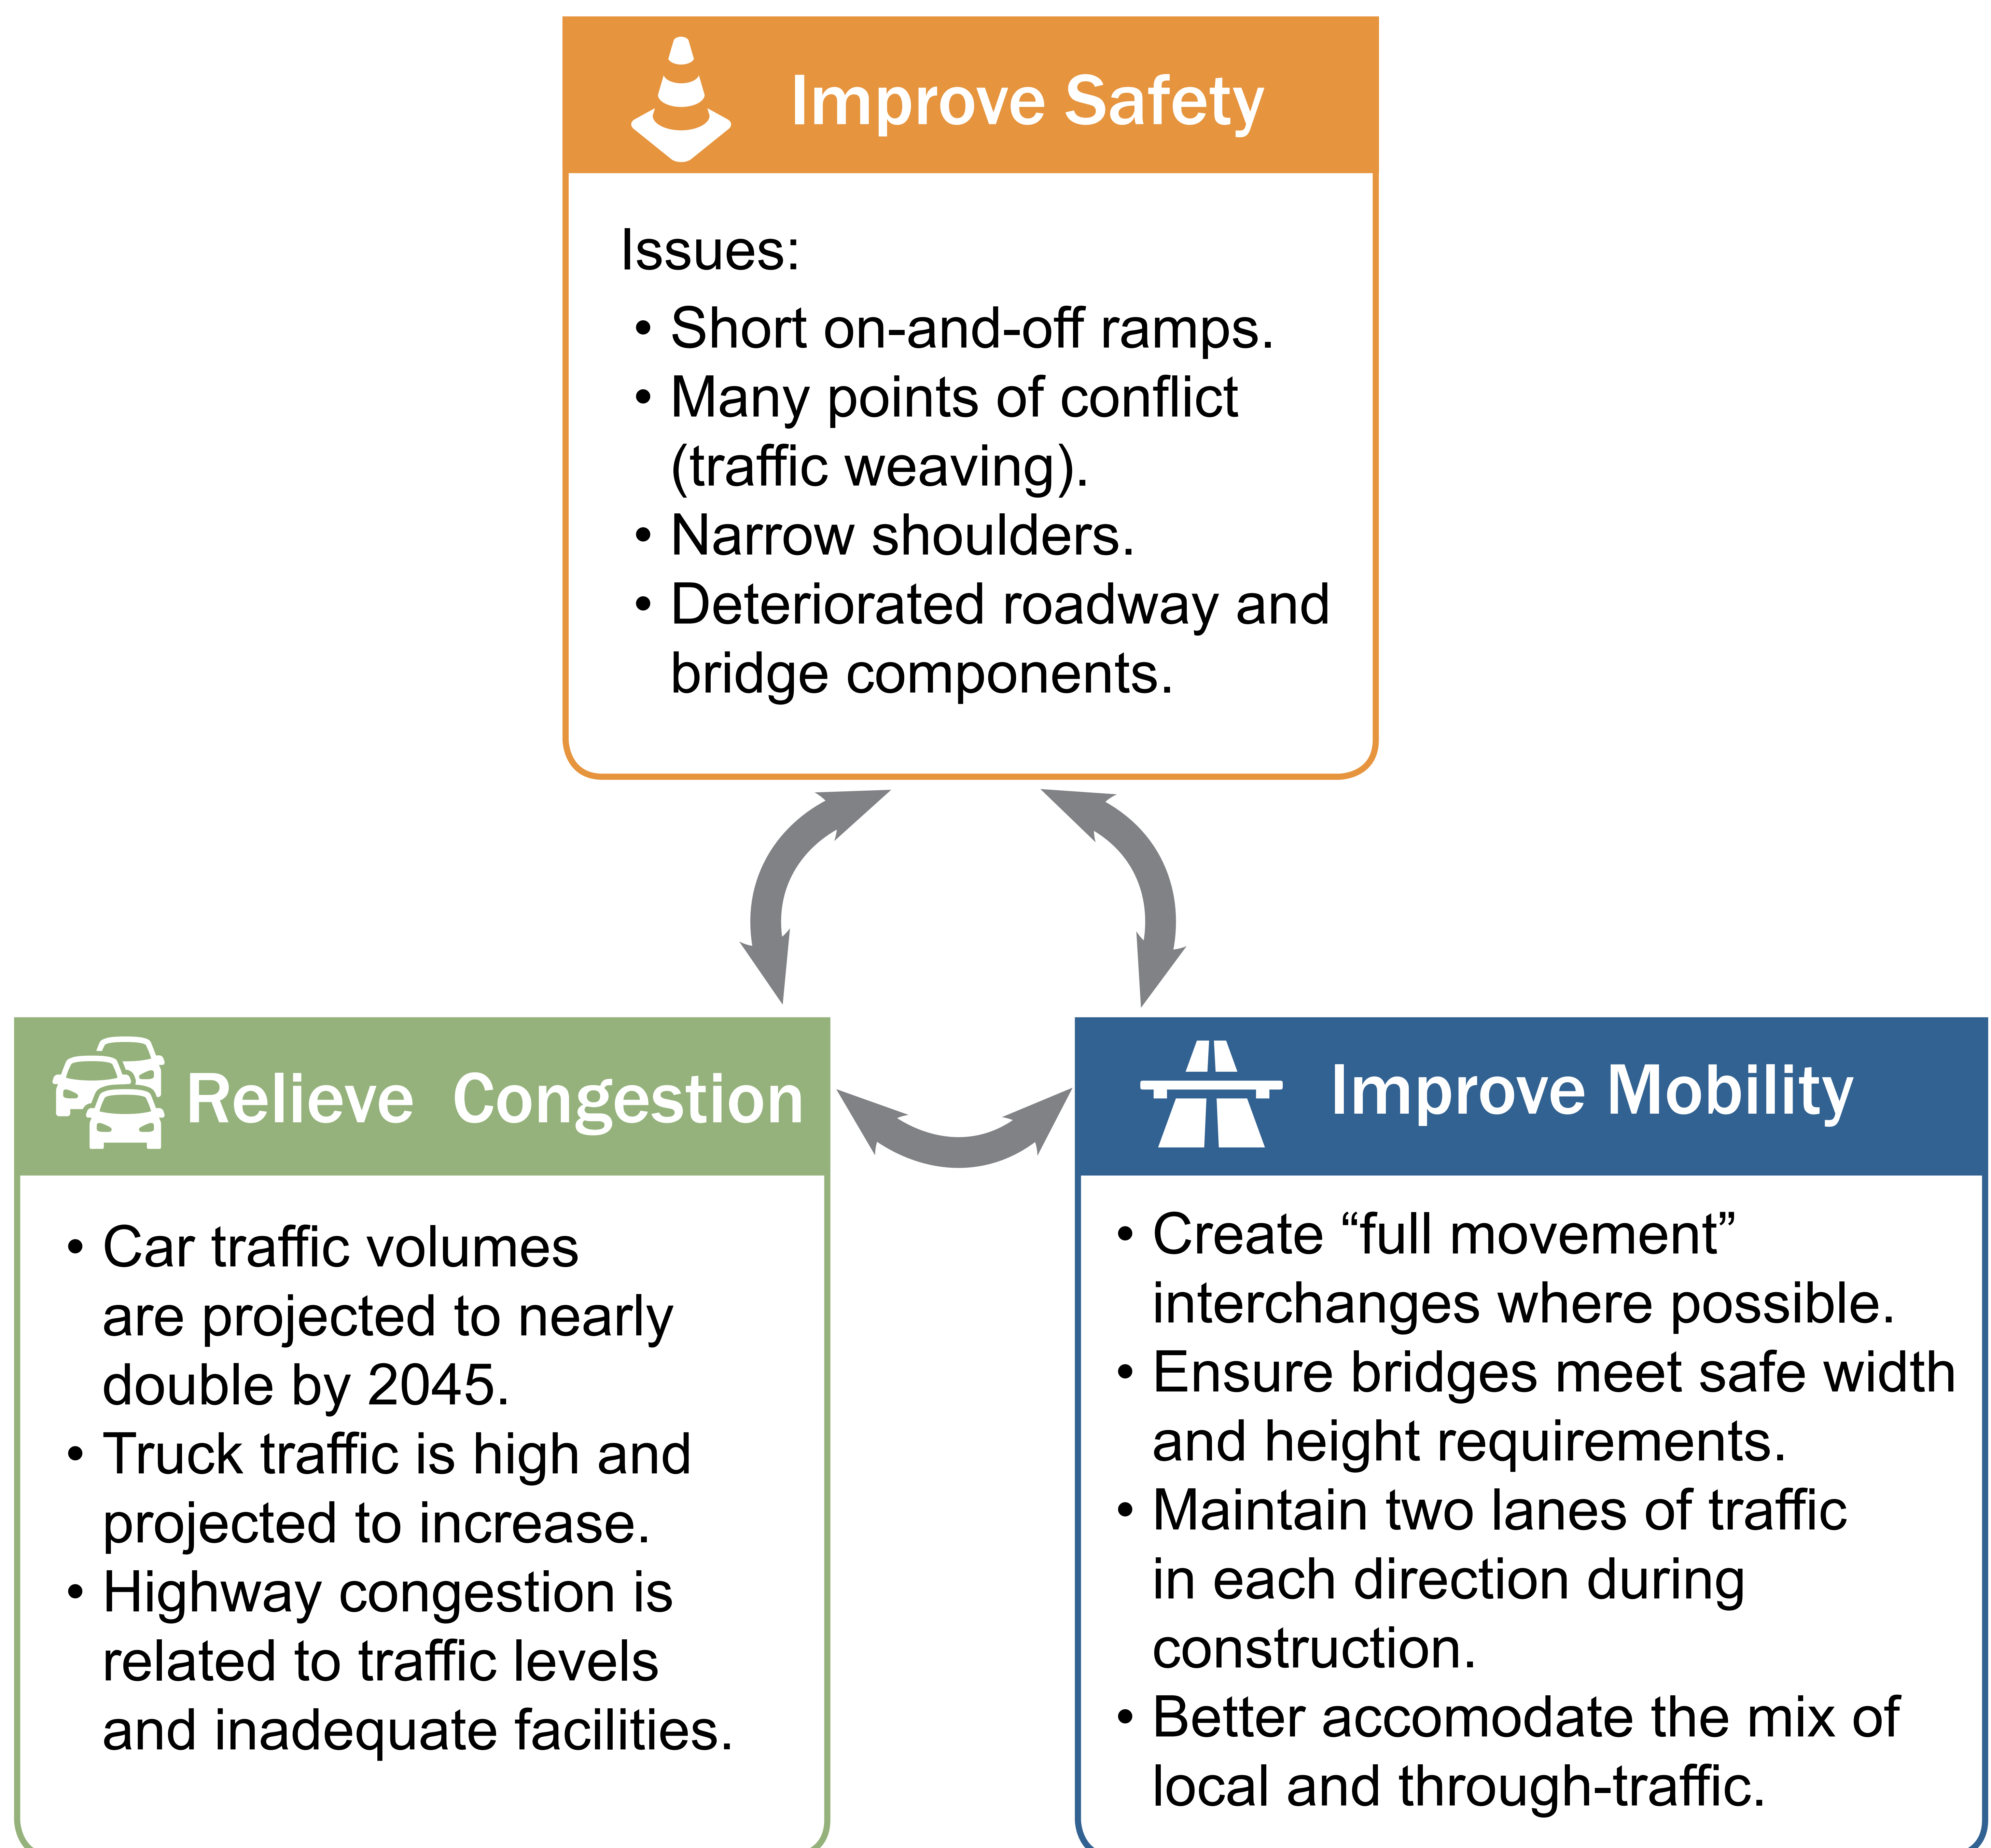 Improve Safety
Issues:
• Short on-and-off ramps.
• Many points of conflict
(traffic weaving).
• Narrow shoulders.
• Deteriorated roadway and
bridge components.
Relieve Congestion
• Car traffic volumes
are projected to nearly
double by 2045.
• Truck traffic is high and
projected to increase.
• Highway congestion is
related to traffic levels
and inadequate facilities.
Improve Mobility
• Create “full movement”
interchanges where possible.
• Ensure bridges meet safe width
and height requirements.
• Maintain two lanes of traffic
in each direction during
construction.
• Better accomodate the mix of
local and through-traffic.